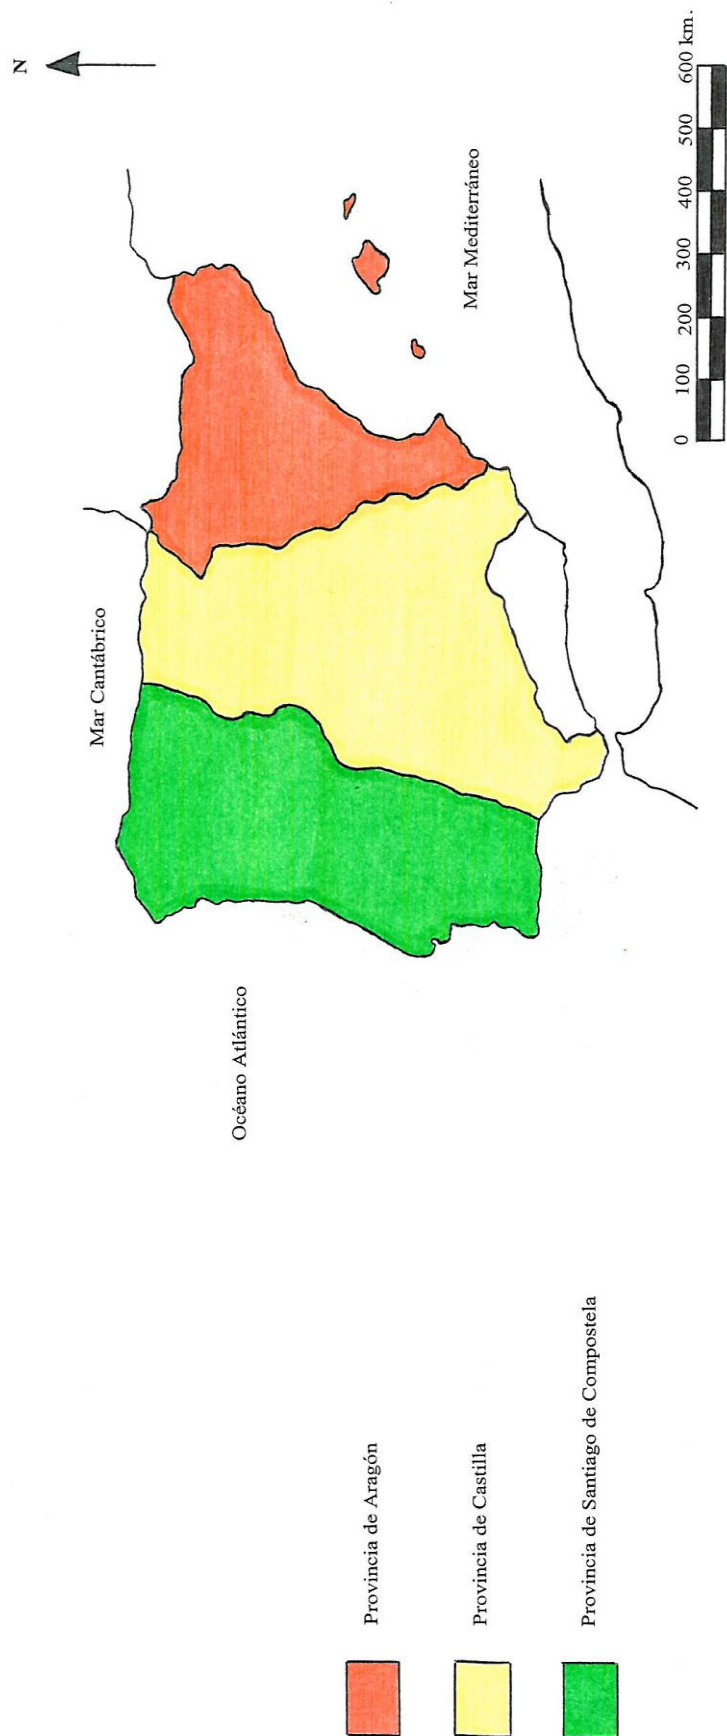 N
Mar Cantábrico
Océano Atlántico
Mar Mediterráneo
0 100 200 300 400 500 600 km.
Provincia de Aragón
Provincia de Castilla
Provincia de Santiago de Compostela